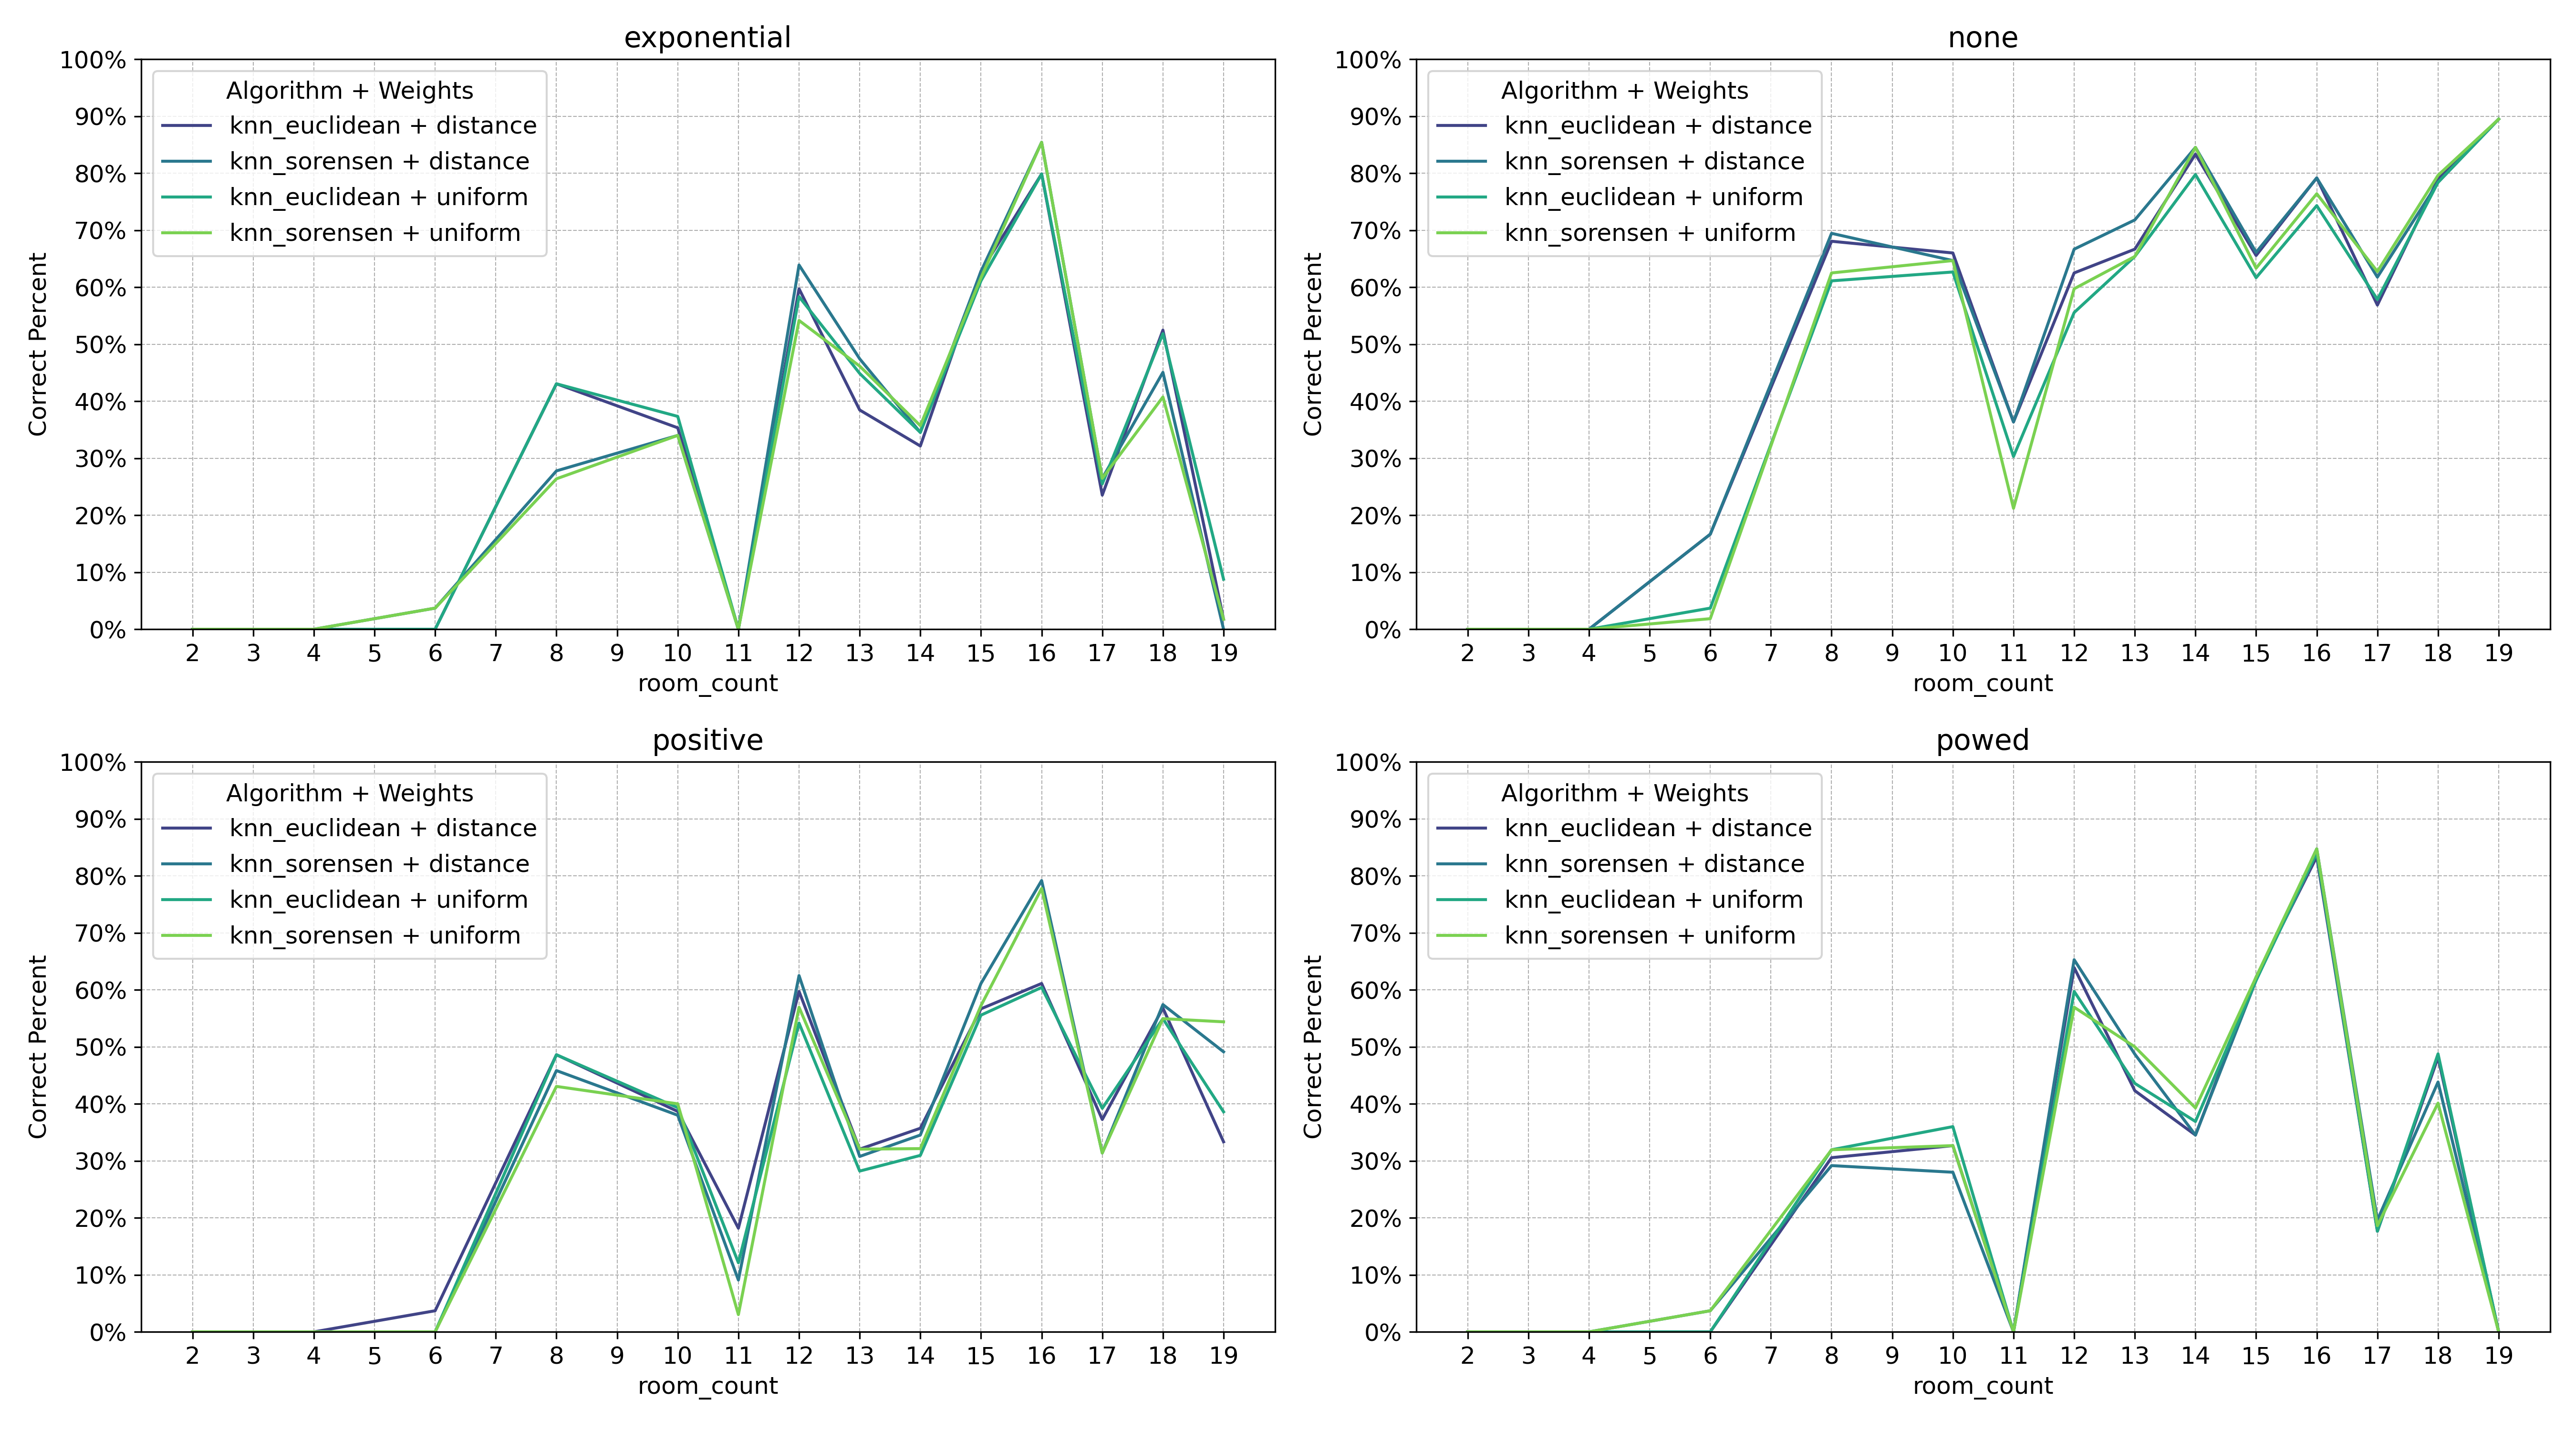 exponential
100%
90%
80%
70%
60%
50%
40%
30%
20%
10%
0%
Correct Percent
Algorithm + Weights
knn_euclidean + distance
knn_sorensen + distance
knn_euclidean + uniform
knn_sorensen + uniform
2 3 4 5 6 7 8 9 10 11 12 13 14 15 16 17 18 19
room_count
none
100%
90%
80%
70%
60%
50%
40%
30%
20%
10%
0%
Correct Percent
Algorithm + Weights
knn_euclidean + distance
knn_sorensen + distance
knn_euclidean + uniform
knn_sorensen + uniform
2 3 4 5 6 7 8 9 10 11 12 13 14 15 16 17 18 19
room_count
positive
100%
90%
80%
70%
60%
50%
40%
30%
20%
10%
0%
Correct Percent
Algorithm + Weights
knn_euclidean + distance
knn_sorensen + distance
knn_euclidean + uniform
knn_sorensen + uniform
2 3 4 5 6 7 8 9 10 11 12 13 14 15 16 17 18 19
room_count
powed
100%
90%
80%
70%
60%
50%
40%
30%
20%
10%
0%
Correct Percent
Algorithm + Weights
knn_euclidean + distance
knn_sorensen + distance
knn_euclidean + uniform
knn_sorensen + uniform
2 3 4 5 6 7 8 9 10 11 12 13 14 15 16 17 18 19
room_count